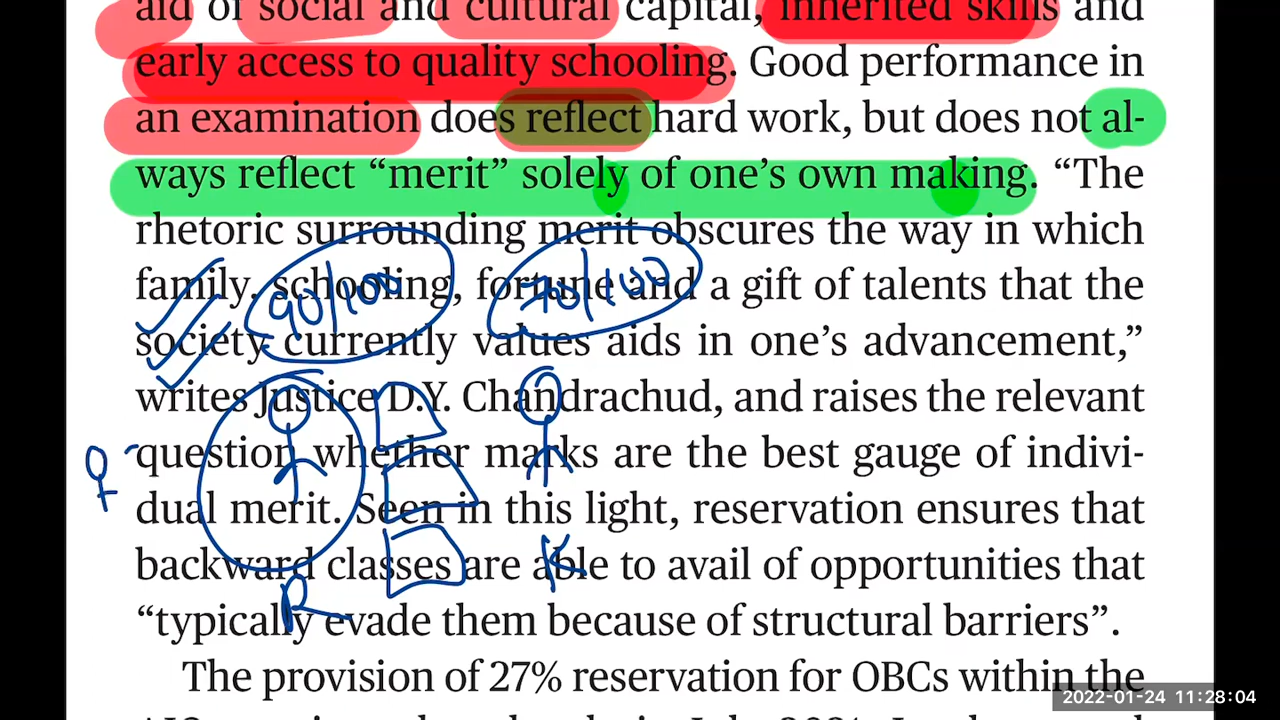 aid of social and cultural capital, inherited skills and
early access to quality schooling. Good performance in
an examination does reflect hard work, but does not al-
ways reflect “merit” solely of one’s own making. “The
rhetoric surrounding merit obscures the way in which
family, schooling, fortune and a gift of talents that the
90/100 70/100
society currently values aids in one’s advancement,”
writes Justice D.Y. Chandrachud, and raises the relevant
question whether marks are the best gauge of indivi-
dual merit. Seen in this light, reservation ensures that
backward classes are able to avail of opportunities that
R K
“typically evade them because of structural barriers”.
The provision of 27% reservation for OBCs within the
2022-01-24 11:28:04